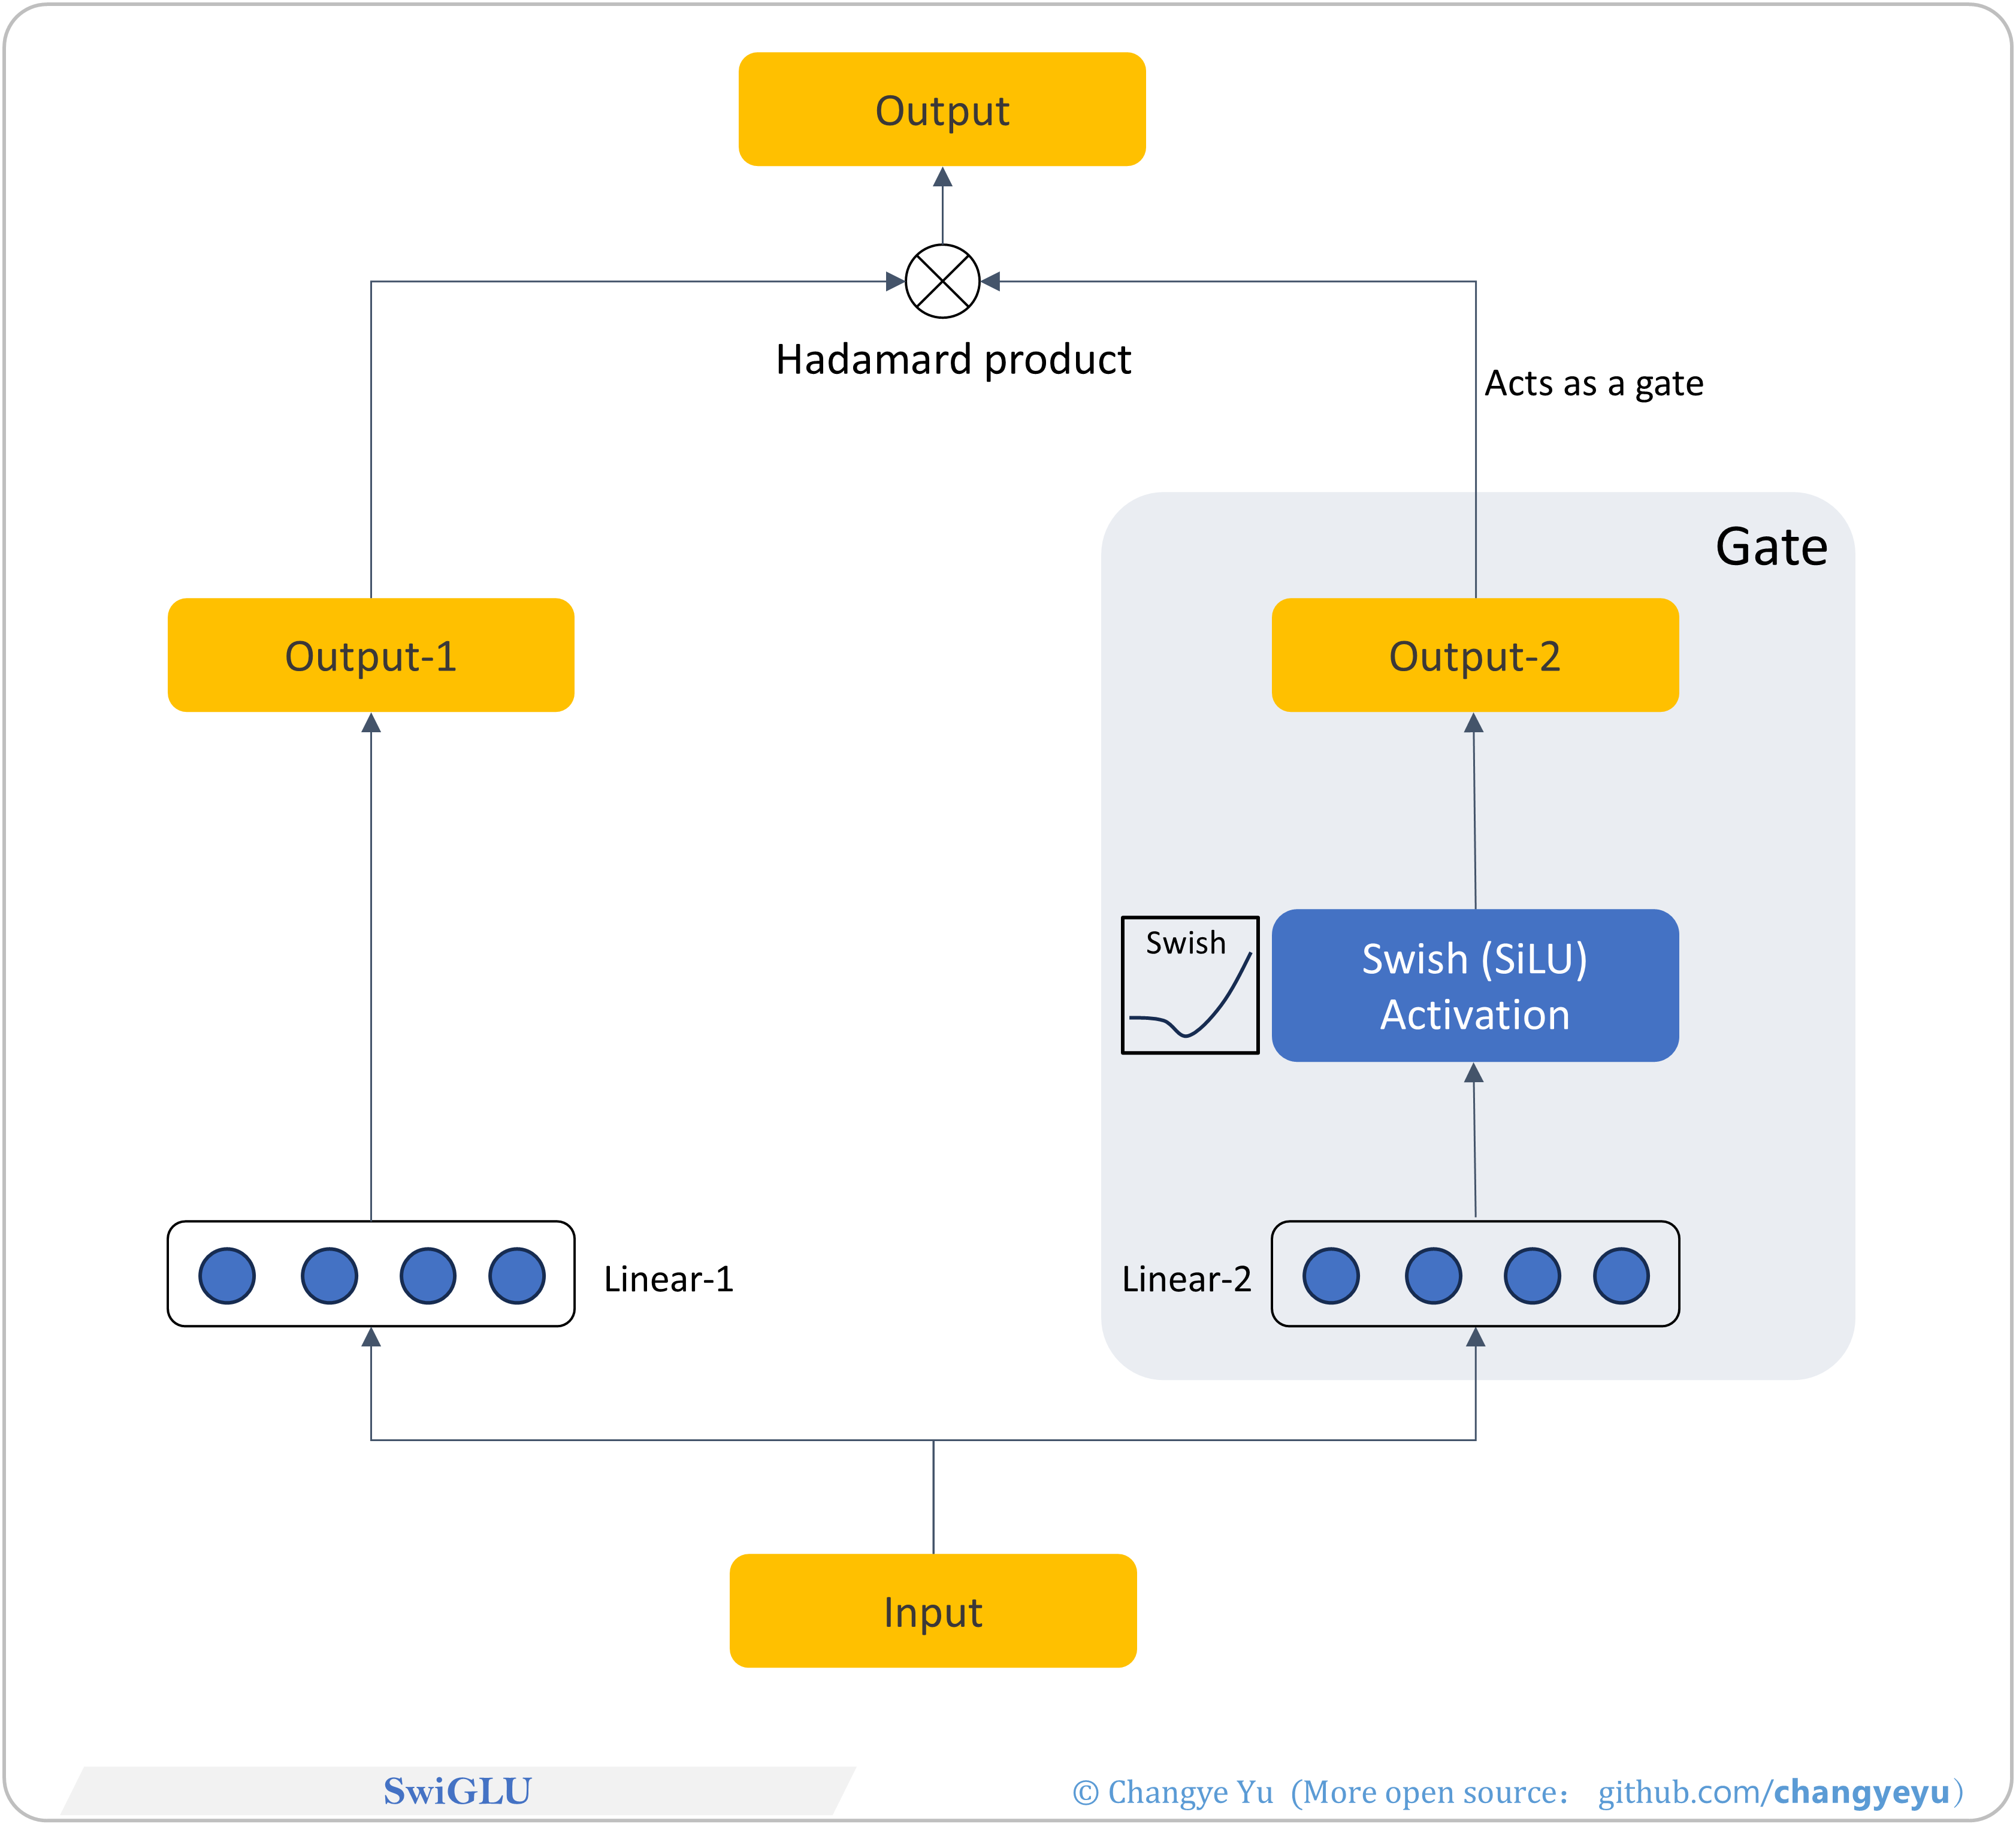 Output
Hadamard product
Acts as a gate
Gate
Output-1
Output-2
Swish
Swish (SiLU)
Activation
Linear-1
Linear-2
Input
SwiGLU
© Changye Yu (More open source： github.com/changyeyu)